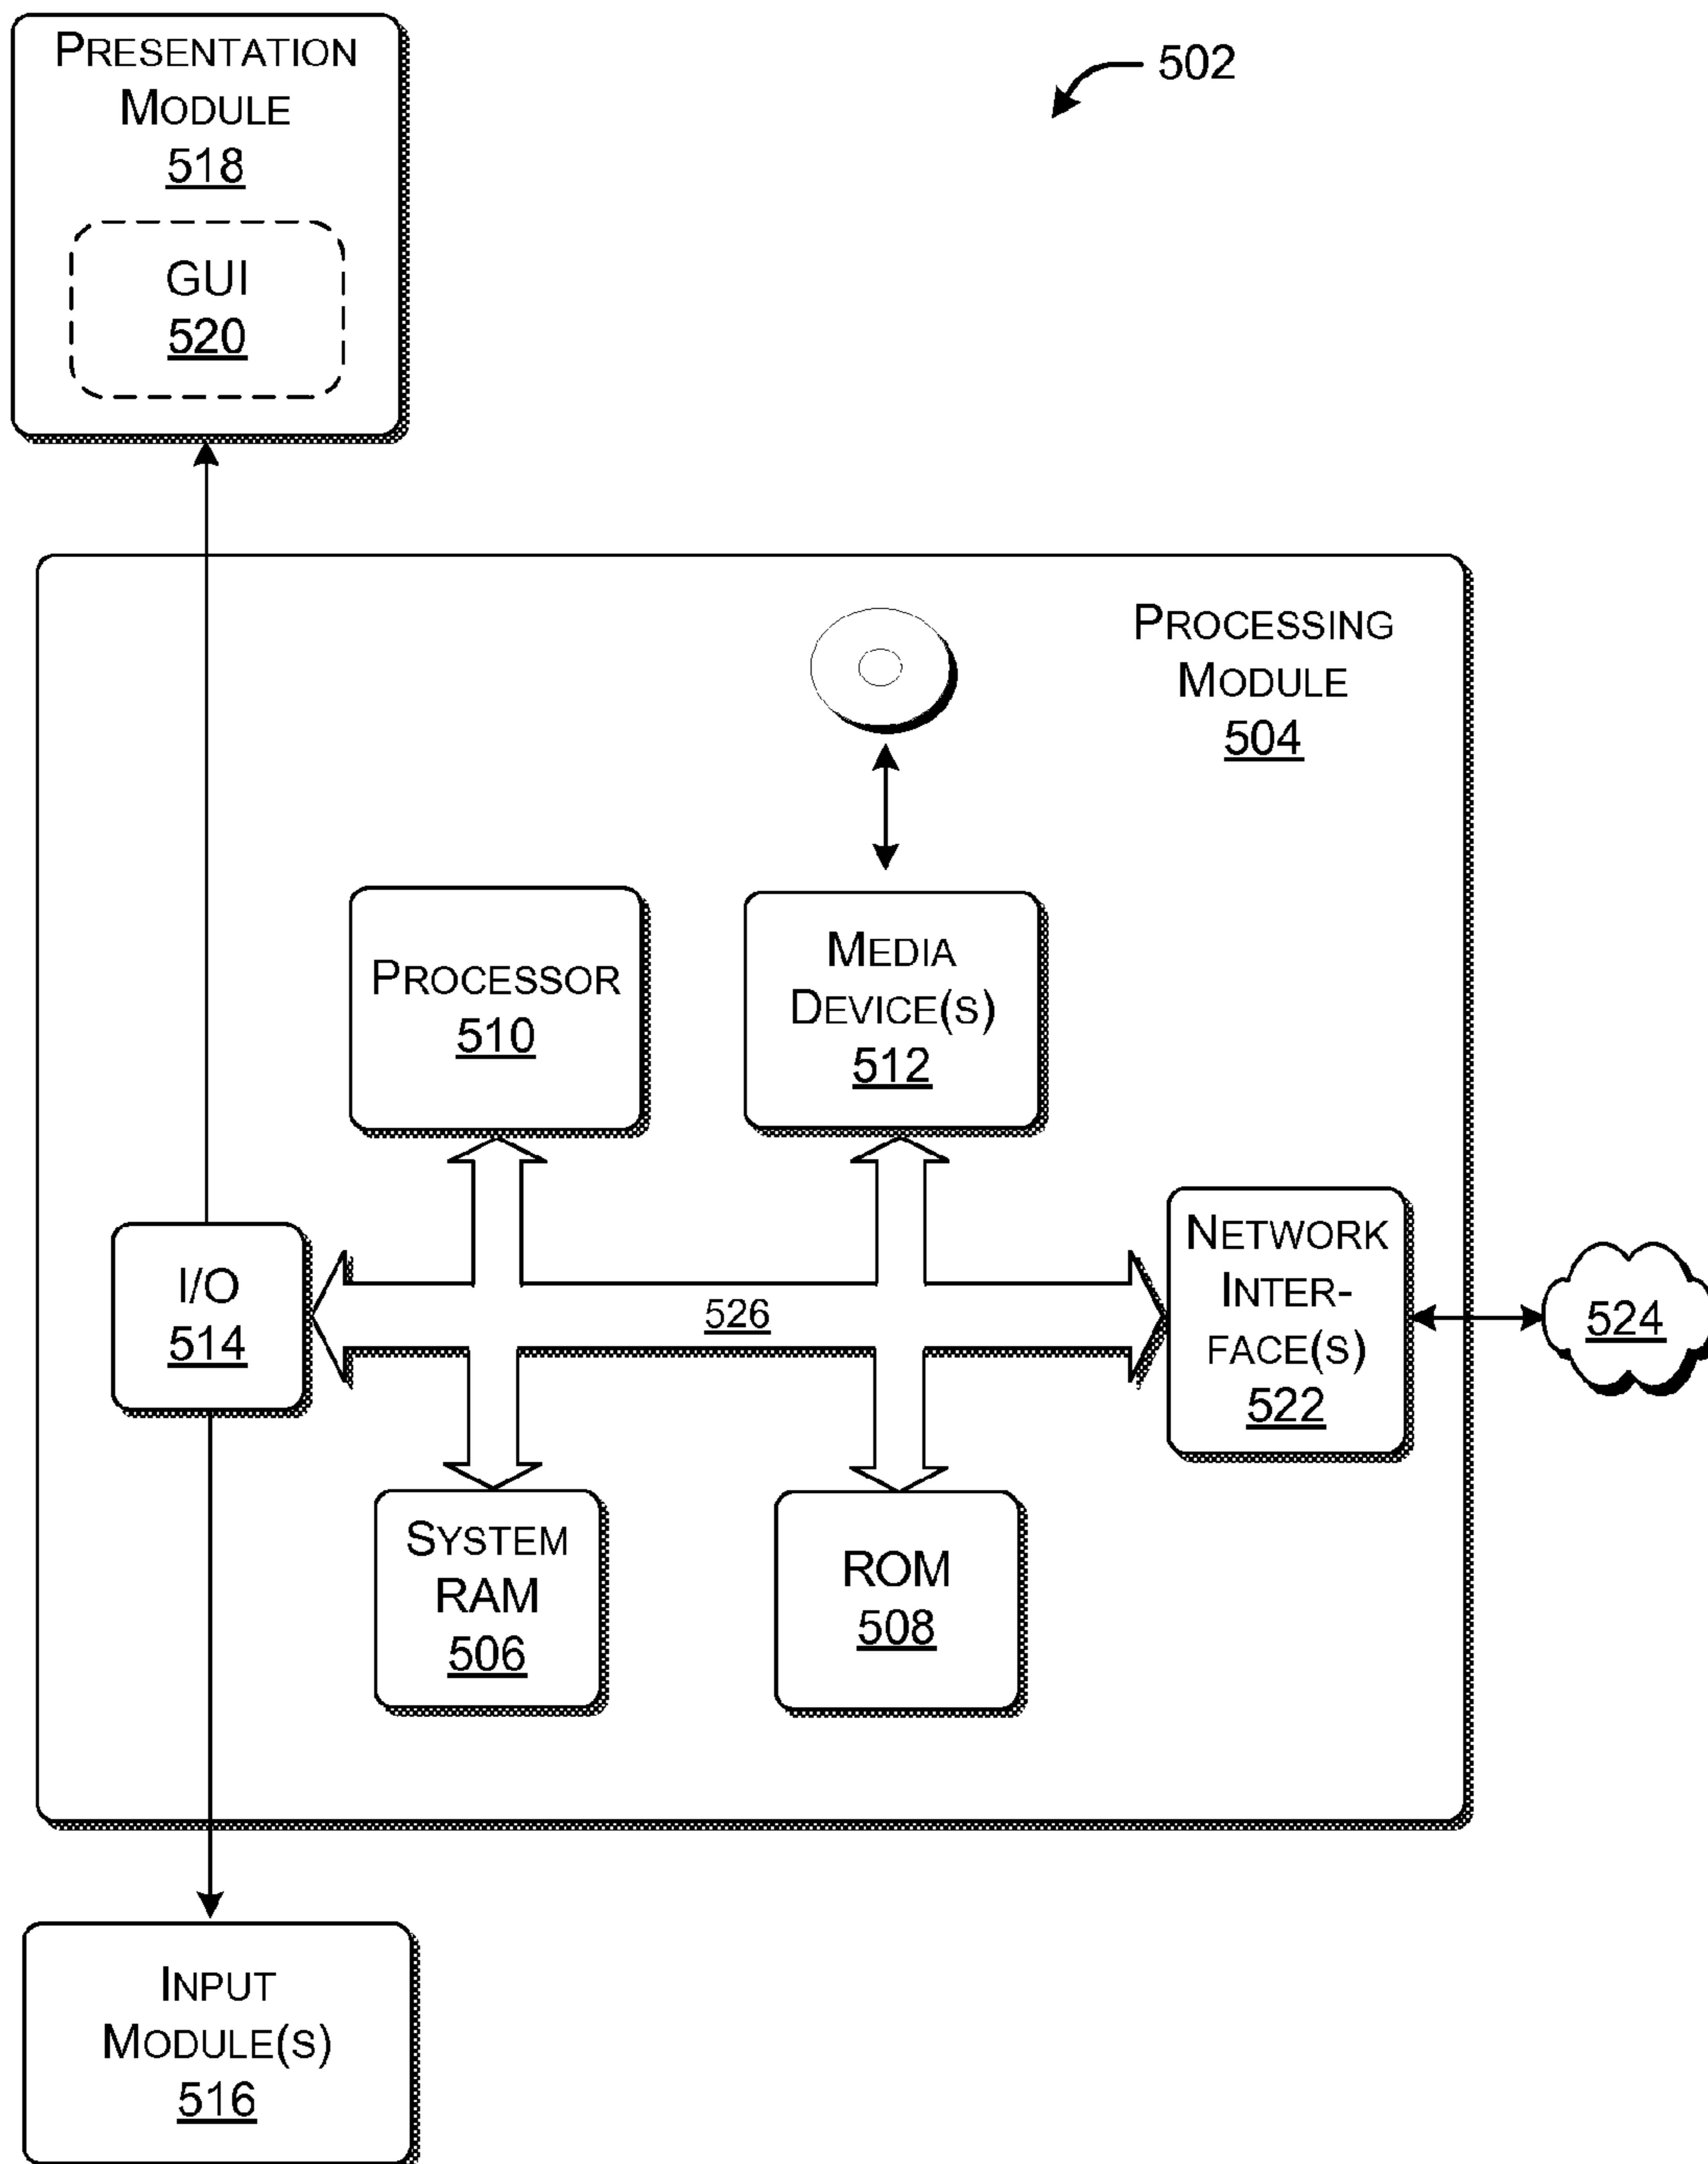 PRESENTATION
MODULE
518
GUI
520
502
PROCESSING
MODULE
504
PROCESSOR
510
MEDIA
DEVICE(S)
512
I/O
514
526
NETWORK
INTER-
FACE(S)
522
524
SYSTEM
RAM
506
ROM
508
INPUT
MODULE(S)
516